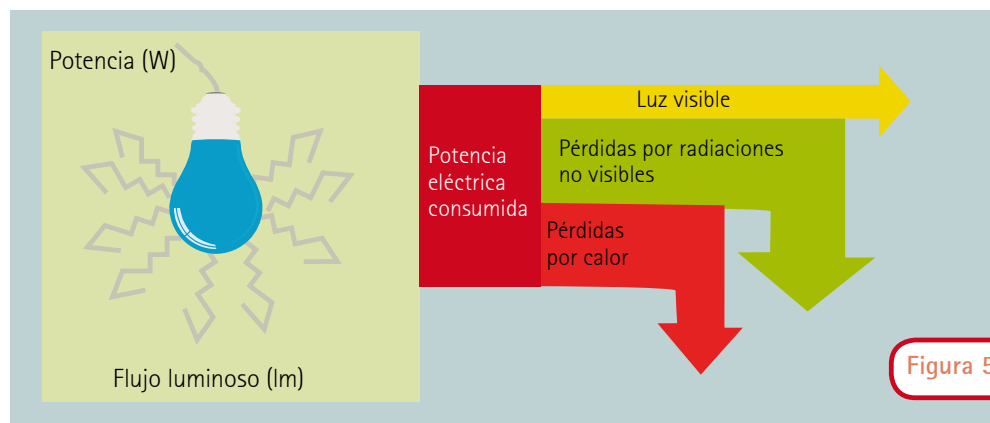 Potencia (W)
Flujo luminoso (lm)
Potencia
eléctrica
consumida
Luz visible
Pérdidas por radiaciones
no visibles
Pérdidas
por calor
Figura 5